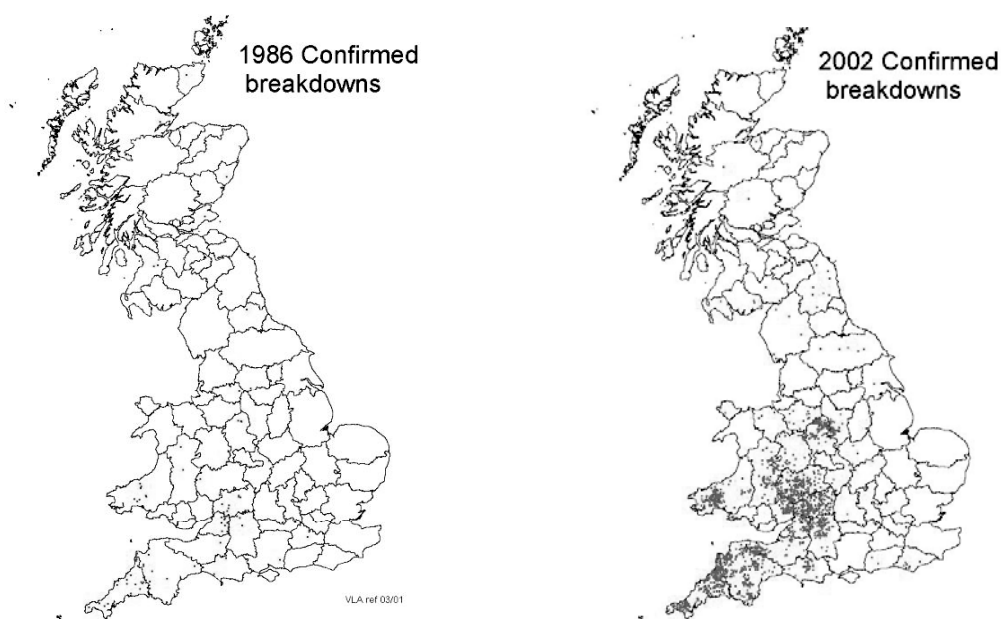 1986 Confirmed
breakdowns
2002 Confirmed
breakdowns
VLA ref 03/01